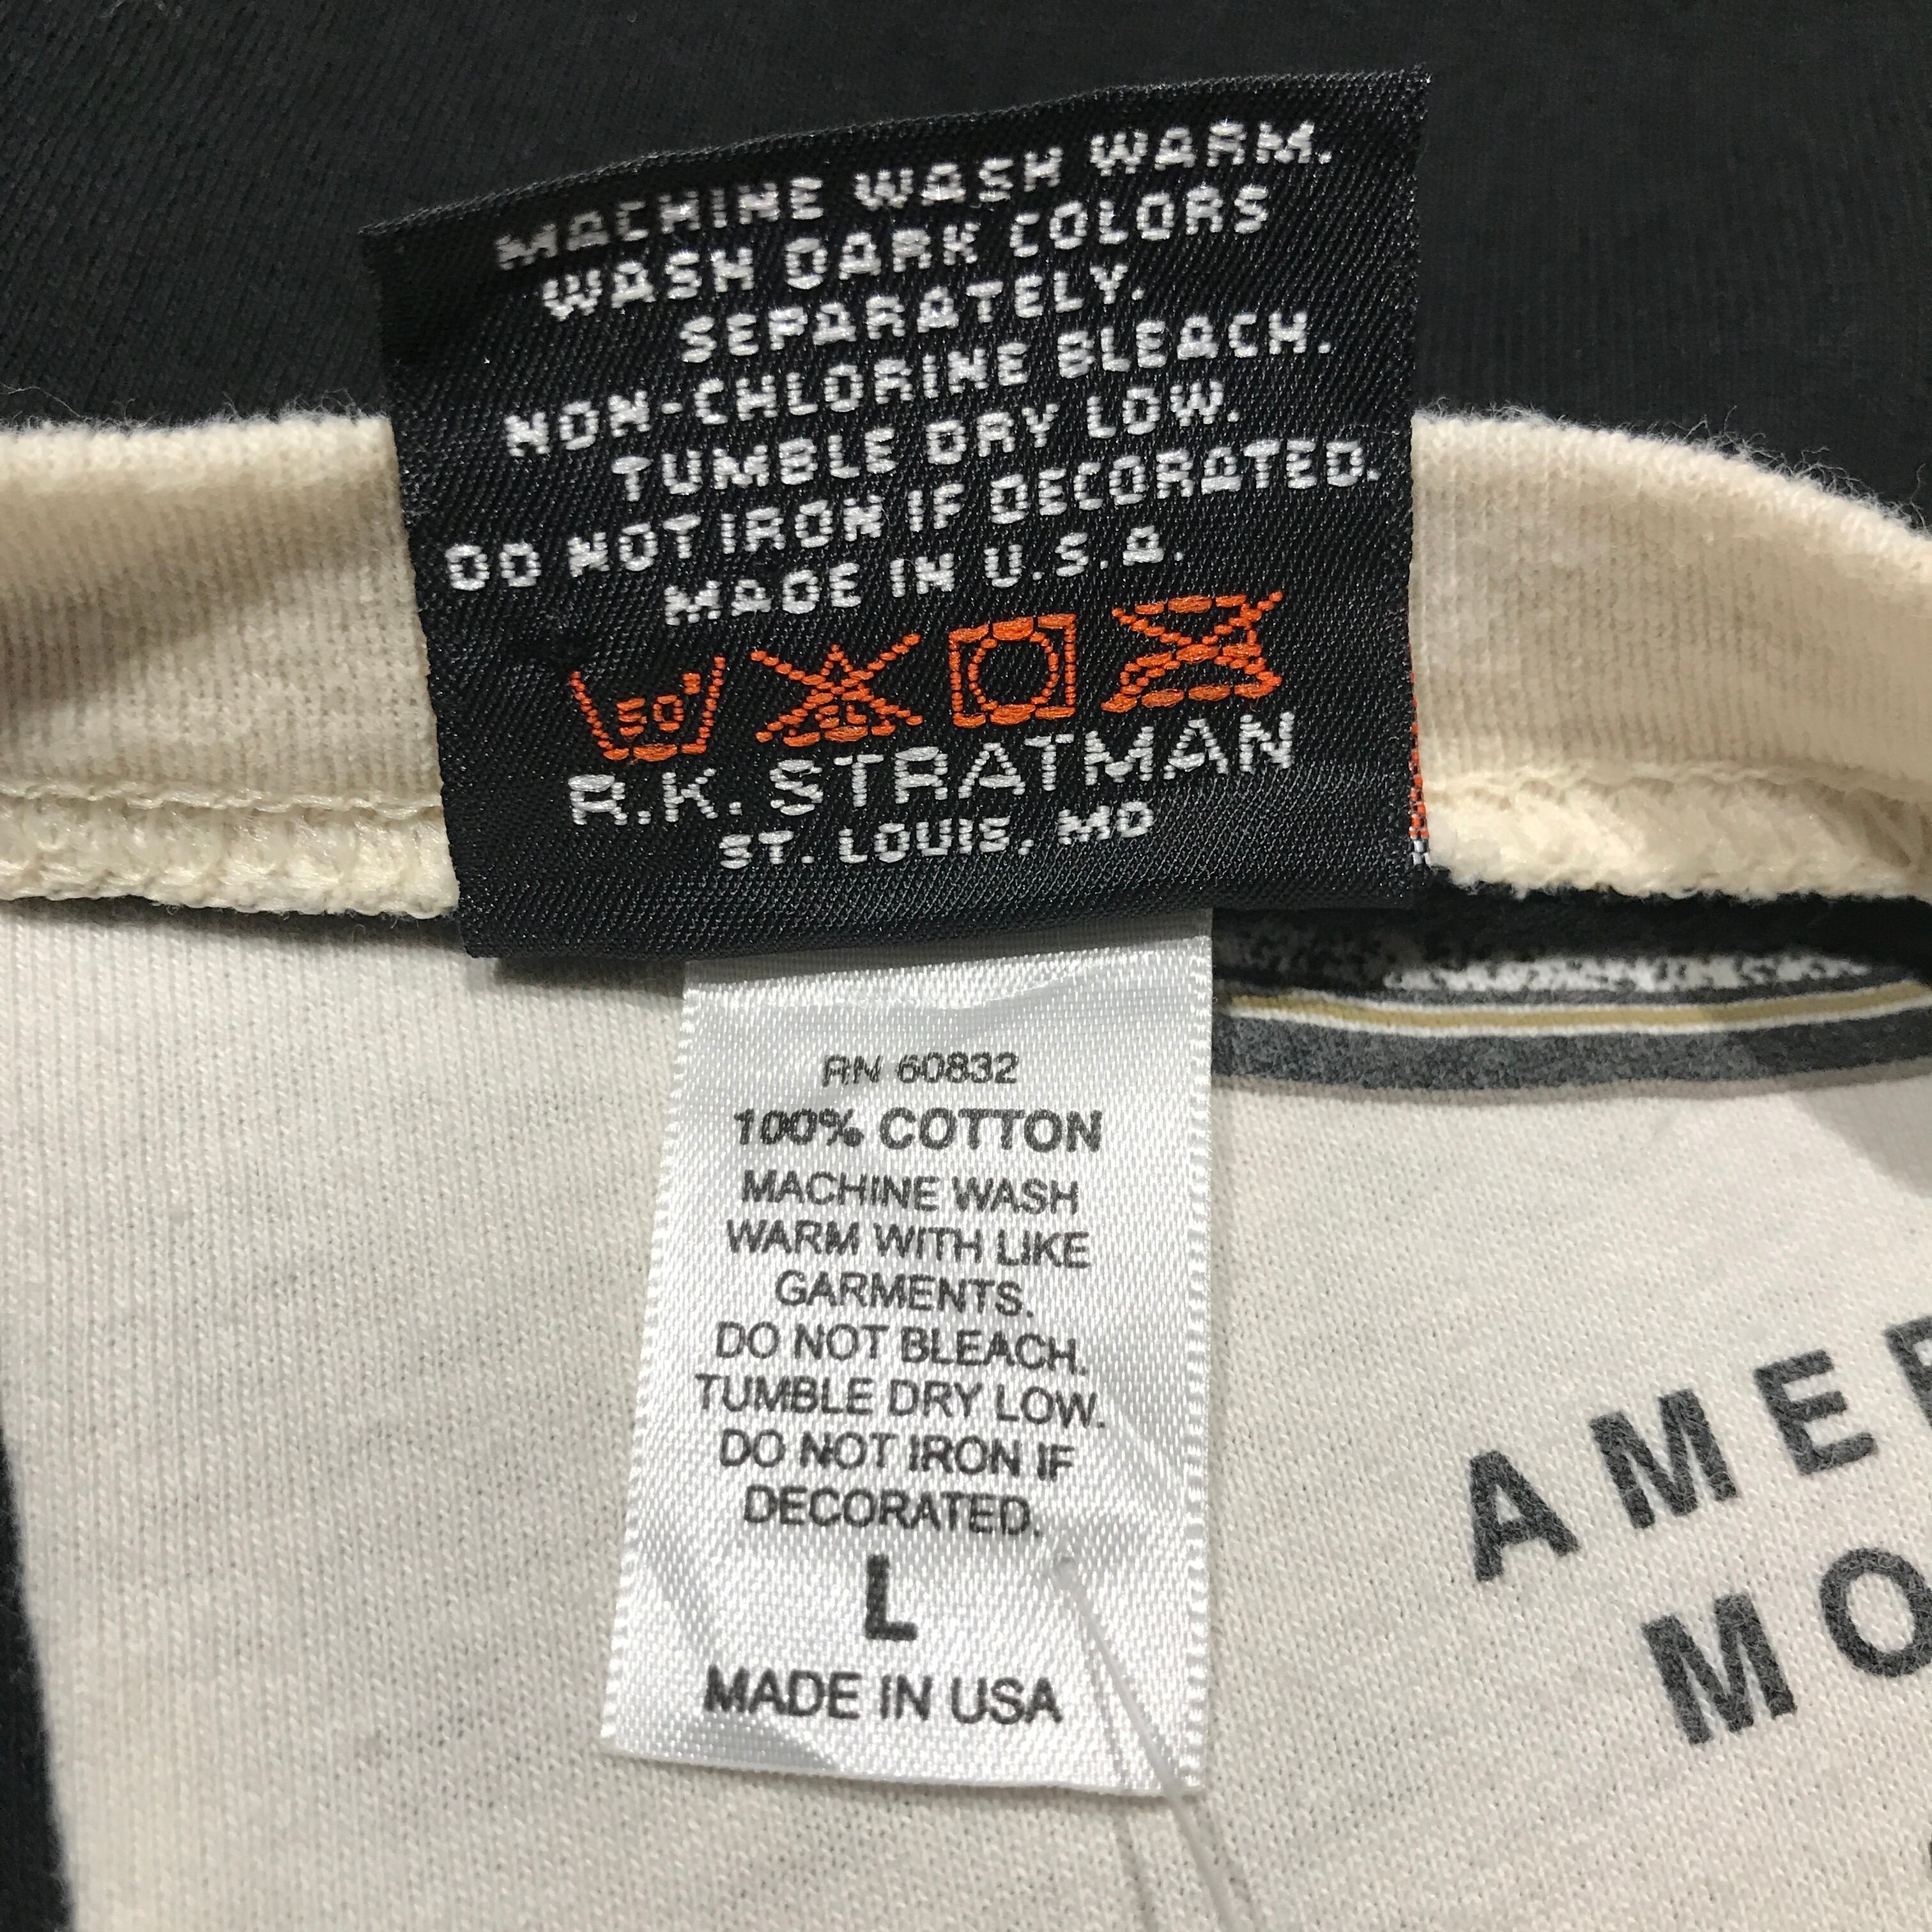 MACHINE WASH WARM.
WASH DARK COLORS
SEPARATELY.
NON-CHLORINE BLEACH.
TUMBLE DRY LOW.
DO NOT IRON IF DECORATED.
MADE IN U.S.A.
50° CL
R.K. STRATMAN
ST. LOUIS, MO
RN 60832
100% COTTON
MACHINE WASH
WARM WITH LIKE
GARMENTS.
DO NOT BLEACH.
TUMBLE DRY LOW.
DO NOT IRON IF
DECORATED.
L
MADE IN USA
AME
MO